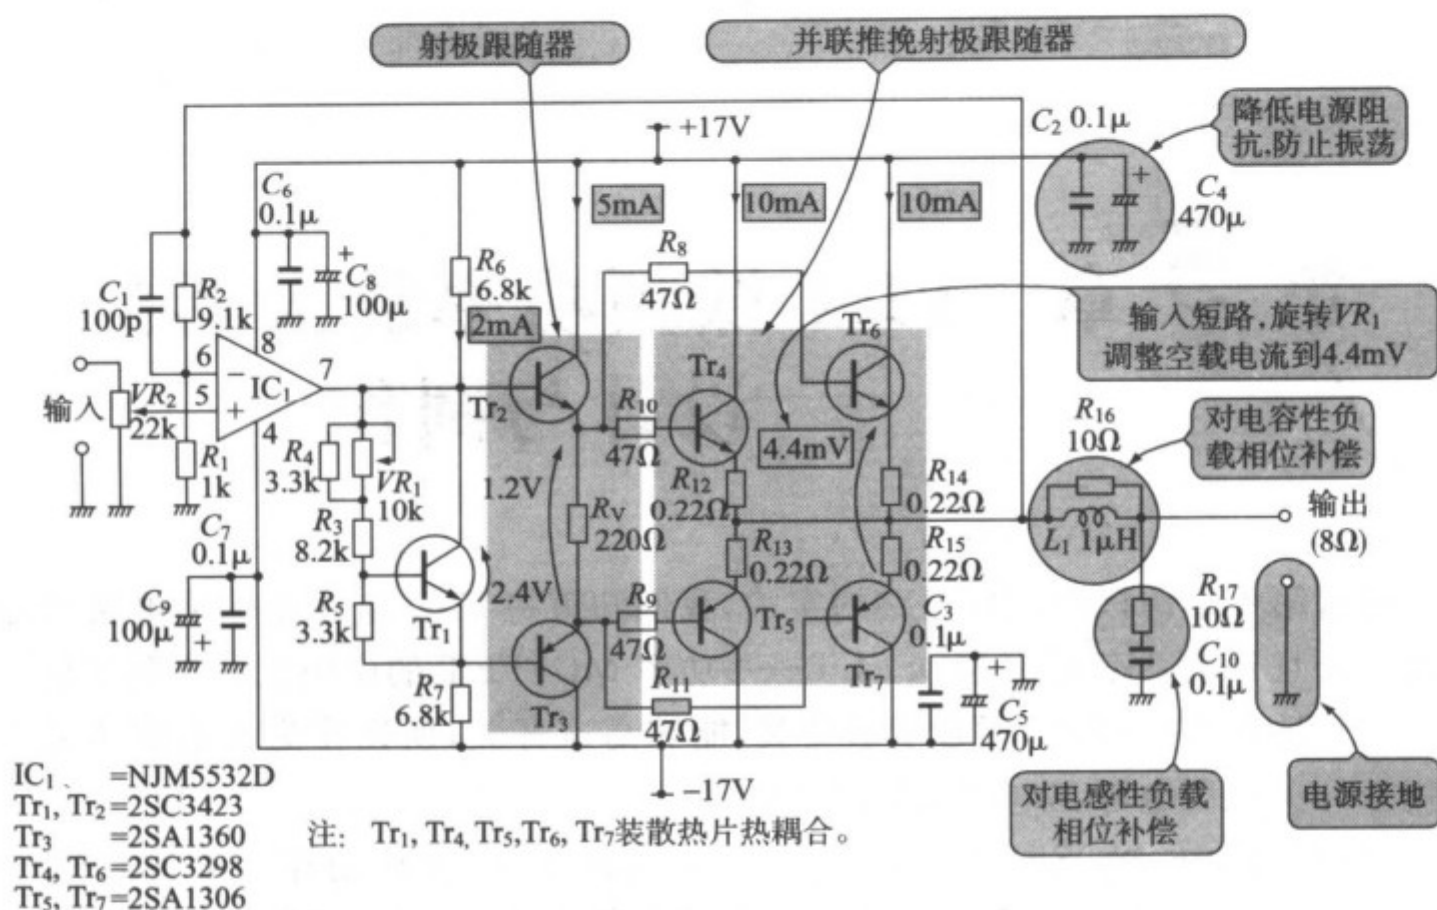 射极跟随器
并联推挽射极跟随器
+17V
C₂ 0.1μ
降低电源阻
抗,防止振荡
C₄
470μ
C₆
0.1μ
C₈
100μ
R₆
6.8k
2mA
5mA
10mA
10mA
R₈
47Ω
C₁
100p
R₂
9.1k
6
5
8
7
4
IC₁
输入
VR₂
22k
R₁
1k
Tr₂
R₁₀
47Ω
Tr₄
Tr₆
4.4mV
输入短路,旋转VR₁
调整空载电流到4.4mV
R₄
3.3k
VR₁
10k
R₃
8.2k
1.2V
R_V
220Ω
R₁₂
0.22Ω
R₁₄
0.22Ω
R₁₆
10Ω
对电容性负
载相位补偿
L₁ 1μH
输出
(8Ω)
C₇
0.1μ
C₉
100μ
R₅
3.3k
Tr₁
2.4V
R₁₃
0.22Ω
R₁₅
0.22Ω
R₉
47Ω
Tr₅
Tr₇
C₃
0.1μ
R₁₇
10Ω
C₁₀
0.1μ
R₇
6.8k
Tr₃
R₁₁
47Ω
C₅
470μ
−17V
对电感性负载
相位补偿
电源接地
IC₁ =NJM5532D
Tr₁, Tr₂=2SC3423
Tr₃ =2SA1360
Tr₄, Tr₆=2SC3298
Tr₅, Tr₇=2SA1306
注: Tr₁, Tr₄, Tr₅,Tr₆, Tr₇装散热片热耦合。